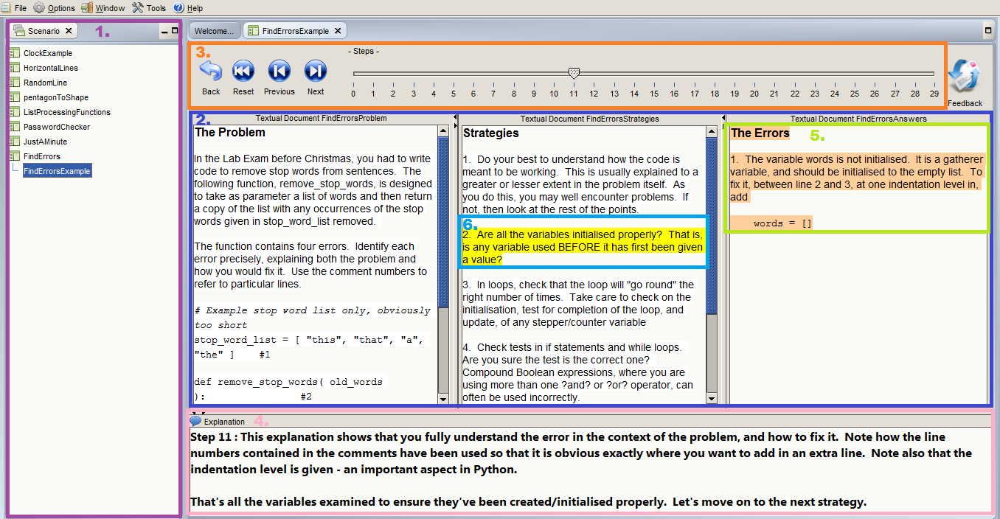 File Options Window Tools Help
Scenario 1.
ClockExample
HorizontalLines
RandomLine
pentagonToShape
ListProcessingFunctions
PasswordChecker
JustAMinute
FindErrors
FindErrorsExample
Welcome... FindErrorsExample
3.
- Steps -
Back Reset Previous Next
0 1 2 3 4 5 6 7 8 9 10 11 12 13 14 15 16 17 18 19 20 21 22 23 24 25 26 27 28 29
Feedback
2.
Textual Document FindErrorsProblem
The Problem
In the Lab Exam before Christmas, you had to write
code to remove stop words from sentences. The
following function, remove_stop_words, is designed
to take as parameter a list of words and then return
a copy of the list with any occurrences of the stop
words given in stop_word_list removed.
The function contains four errors. Identify each
error precisely, explaining both the problem and
how you would fix it. Use the comment numbers to
refer to particular lines.
# Example stop word list only, obviously
too short
stop_word_list = [ "this", "that", "a",
"the" ] #1
def remove_stop_words( old_words
): #2
Textual Document FindErrorsStrategies
Strategies
1. Do your best to understand how the code is
meant to be working. This is usually explained to a
greater or lesser extent in the problem itself. As
you do this, you may well encounter problems. If
not, then look at the rest of the points.
6.
2. Are all the variables initialised properly? That is,
is any variable used BEFORE it has first been given
a value?
3. In loops, check that the loop will "go round" the
right number of times. Take care to check on the
initialisation, test for completion of the loop, and
update, of any stepper/counter variable
4. Check tests in if statements and while loops.
Are you sure the test is the correct one?
Compound Boolean expressions, where you are
using more than one ?and? or ?or? operator, can
often be used incorrectly.
Textual Document FindErrorsAnswers
The Errors 5.
1. The variable words is not initialised. It is a gatherer
variable, and should be initialised to the empty list. To
fix it, between line 2 and 3, at one indentation level in,
add
words = []
Explanation 4.
Step 11 : This explanation shows that you fully understand the error in the context of the problem, and how to fix it. Note how the line
numbers contained in the comments have been used so that it is obvious exactly where you want to add in an extra line. Note also that the
indentation level is given - an important aspect in Python.
That's all the variables examined to ensure they've been created/initialised properly. Let's move on to the next strategy.